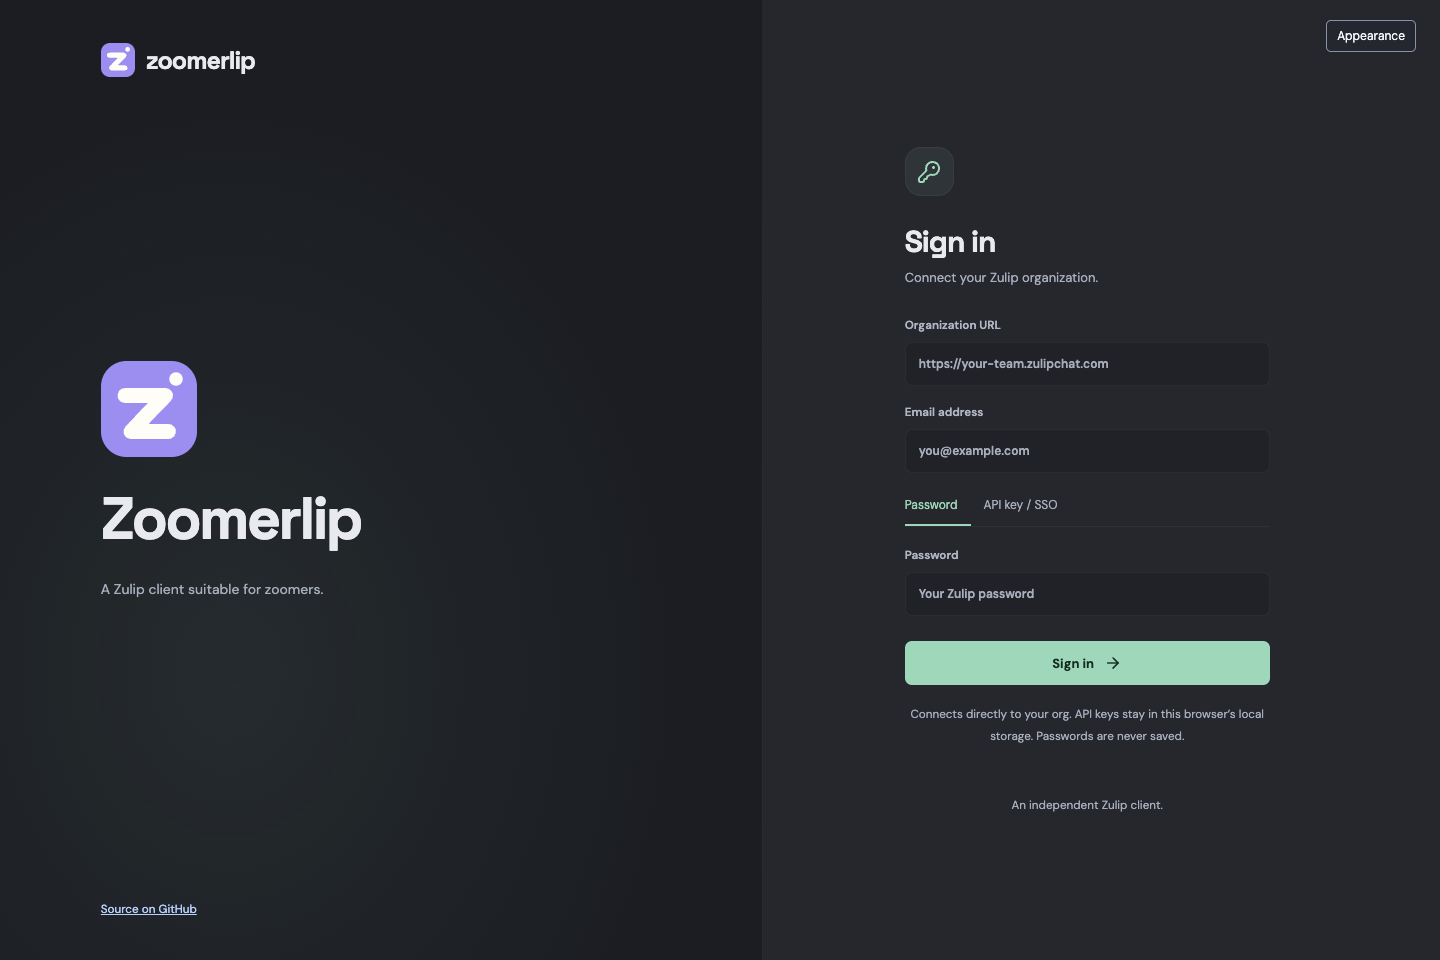 zoomerlip
Zoomerlip
A Zulip client suitable for zoomers.
Source on GitHub
Appearance
Sign in
Connect your Zulip organization.
Organization URL
https://your-team.zulipchat.com
Email address
you@example.com
Password
API key / SSO
Password
Your Zulip password
Sign in
Connects directly to your org. API keys stay in this browser’s local
storage. Passwords are never saved.
An independent Zulip client.